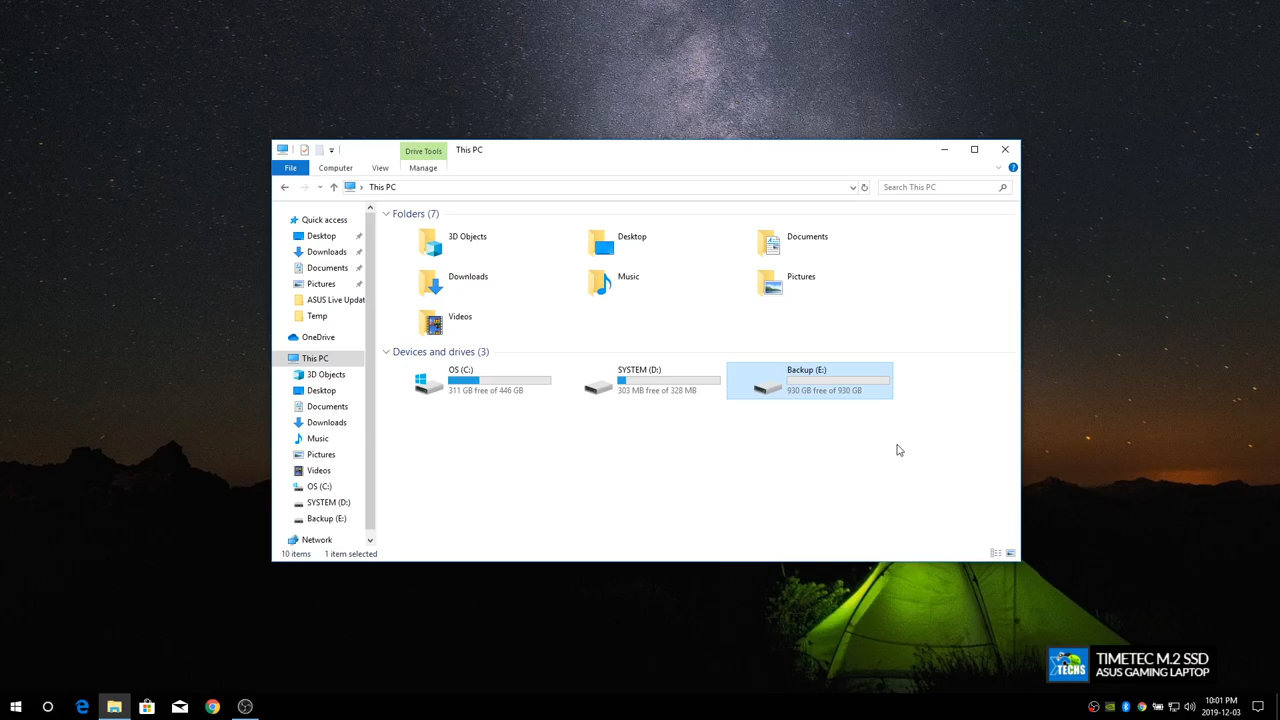 Drive Tools
This PC
File
Computer
View
Manage
This PC
Search This PC
Quick access
Desktop
Downloads
Documents
Pictures
ASUS Live Updat
Temp
OneDrive
This PC
3D Objects
Desktop
Documents
Downloads
Music
Pictures
Videos
OS (C:)
SYSTEM (D:)
Backup (E:)
Network
Folders (7)
3D Objects
Desktop
Documents
Downloads
Music
Pictures
Videos
Devices and drives (3)
OS (C:)
311 GB free of 446 GB
SYSTEM (D:)
303 MB free of 328 MB
Backup (E:)
930 GB free of 930 GB
10 items
1 item selected
TECHS
TIMETEC M.2 SSD
ASUS GAMING LAPTOP
10:01 PM
2019-12-03